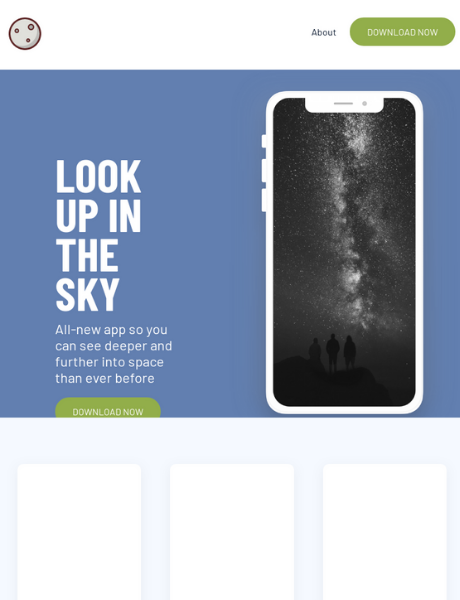 About
DOWNLOAD NOW
LOOK
UP IN
THE
SKY
All-new app so you
can see deeper and
further into space
than ever before
DOWNLOAD NOW